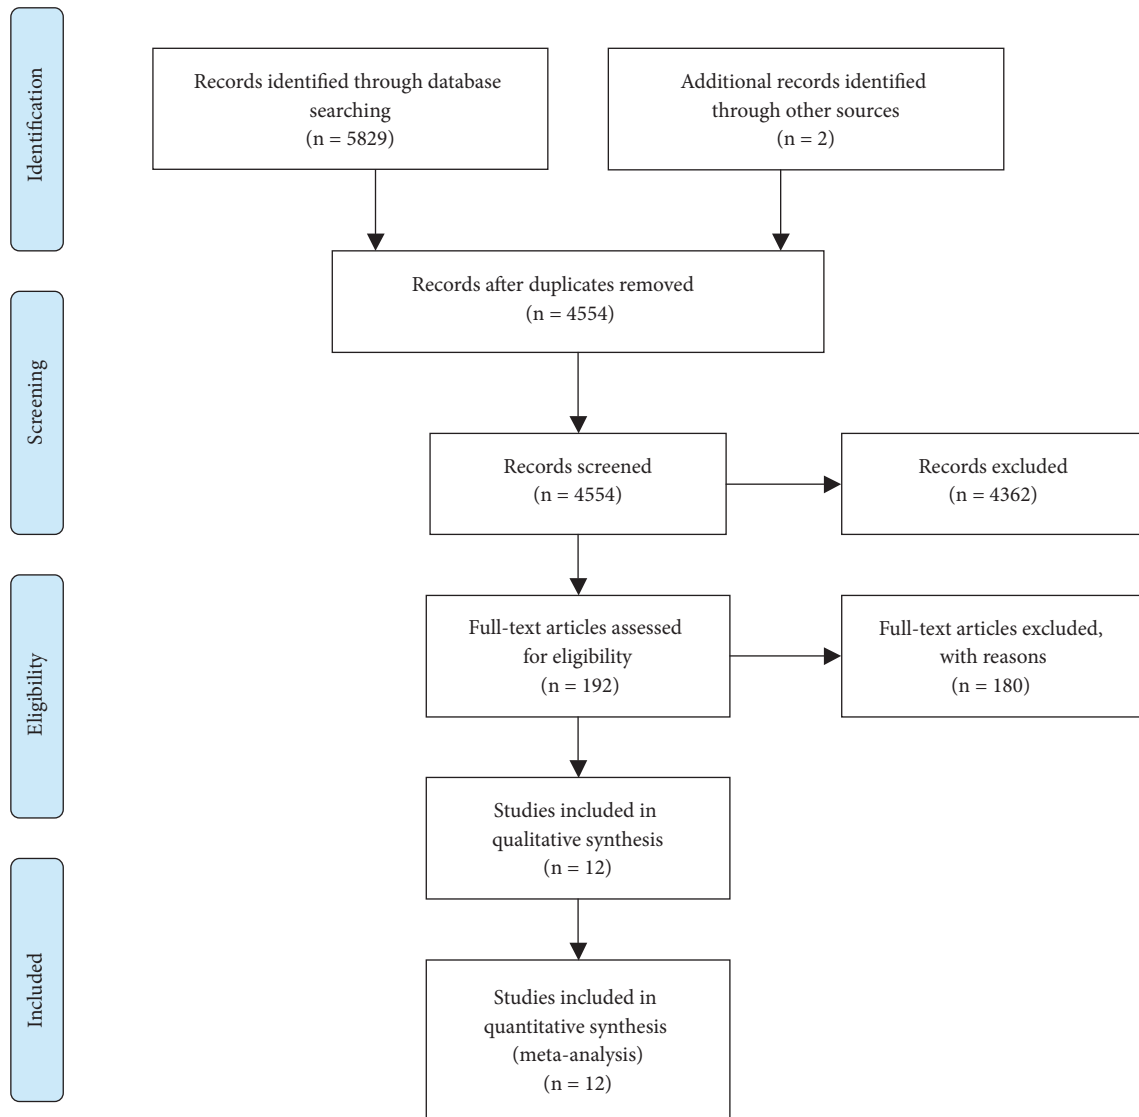 Identification
Records identified through database
searching
(n = 5829)
Additional records identified
through other sources
(n = 2)
Records after duplicates removed
(n = 4554)
Screening
Records screened
(n = 4554)
Records excluded
(n = 4362)
Eligibility
Full-text articles assessed
for eligibility
(n = 192)
Full-text articles excluded,
with reasons
(n = 180)
Studies included in
qualitative synthesis
(n = 12)
Included
Studies included in
quantitative synthesis
(meta-analysis)
(n = 12)